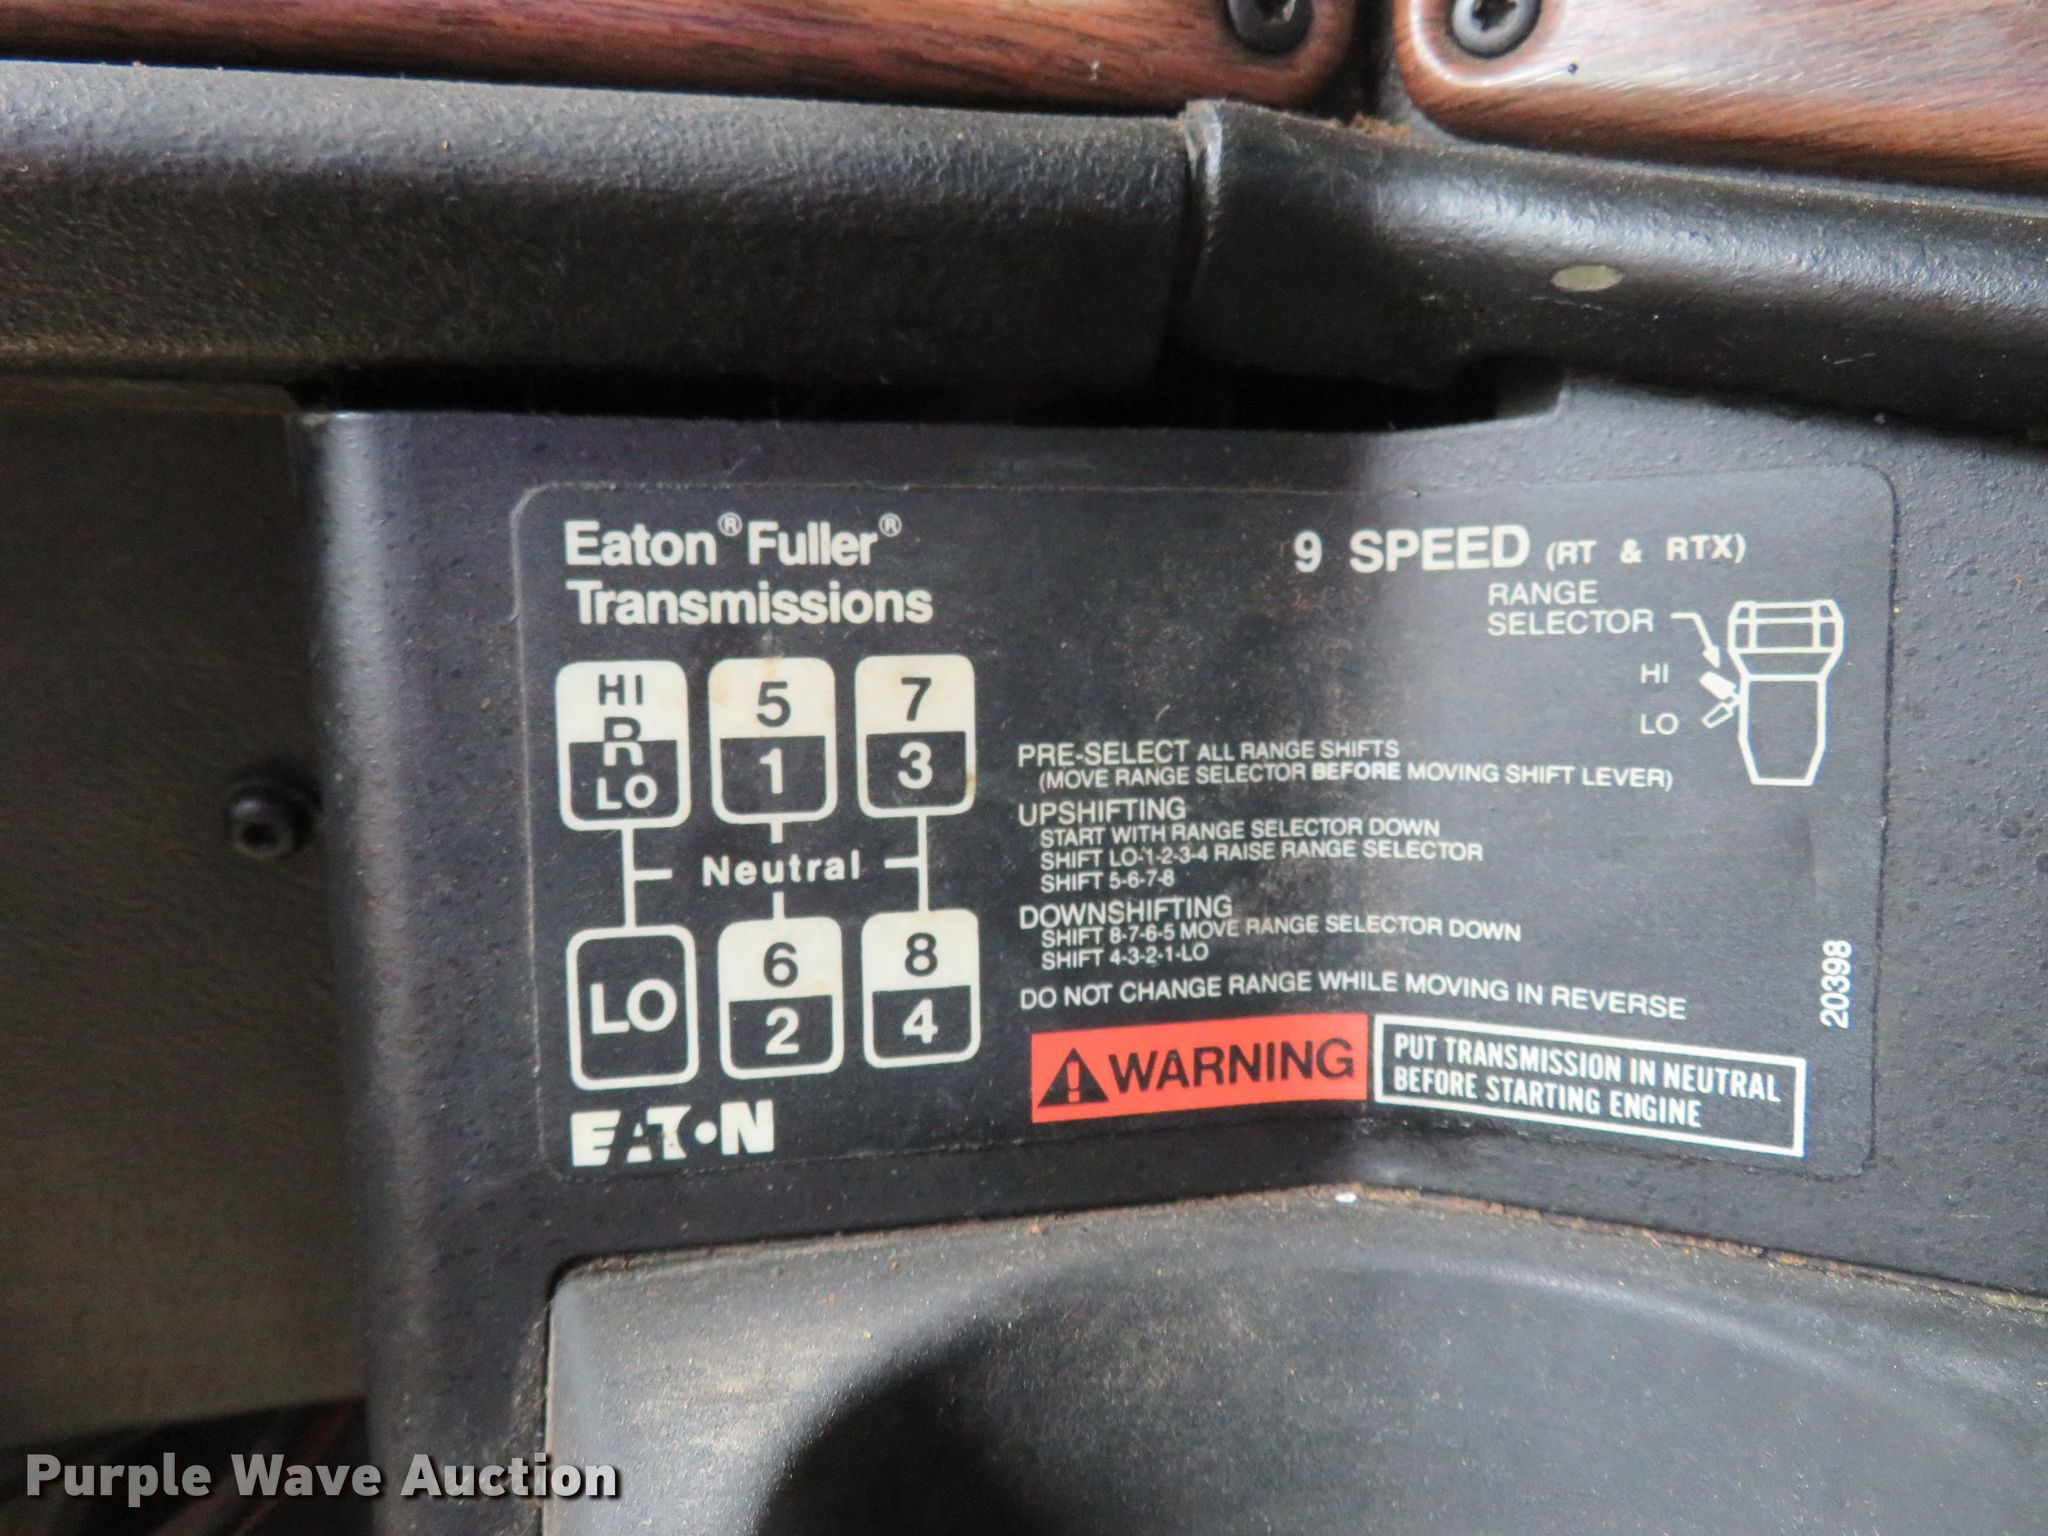 Eaton® Fuller®
Transmissions
9 SPEED (RT & RTX)
RANGE
SELECTOR
HI
LO
HI
R
LO
5
1
7
3
Neutral
LO
6
2
8
4
PRE-SELECT ALL RANGE SHIFTS
(MOVE RANGE SELECTOR BEFORE MOVING SHIFT LEVER)
UPSHIFTING
START WITH RANGE SELECTOR DOWN
SHIFT LO-1-2-3-4 RAISE RANGE SELECTOR
SHIFT 5-6-7-8
DOWNSHIFTING
SHIFT 8-7-6-5 MOVE RANGE SELECTOR DOWN
SHIFT 4-3-2-1-LO
DO NOT CHANGE RANGE WHILE MOVING IN REVERSE
WARNING
PUT TRANSMISSION IN NEUTRAL
BEFORE STARTING ENGINE
20398
EATON
Purple Wave Auction